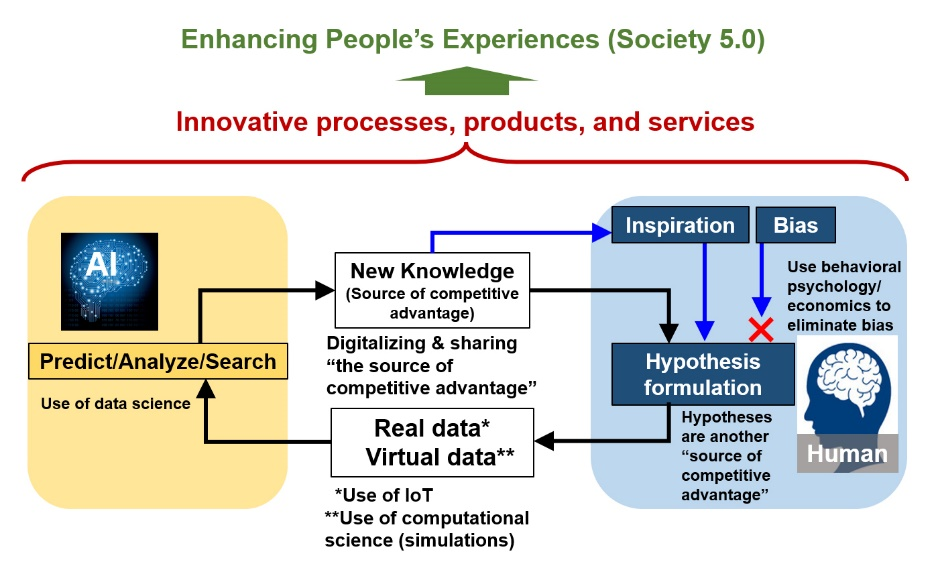 Enhancing People’s Experiences (Society 5.0)
Innovative processes, products, and services
AI
Predict/Analyze/Search
Use of data science
New Knowledge
(Source of competitive
advantage)
Digitalizing & sharing
“the source of
competitive advantage”
Real data*
Virtual data**
*Use of IoT
**Use of computational
science (simulations)
Inspiration
Bias
Use behavioral
psychology/
economics to
eliminate bias
Hypothesis
formulation
Hypotheses
are another
“source of
competitive
advantage”
Human